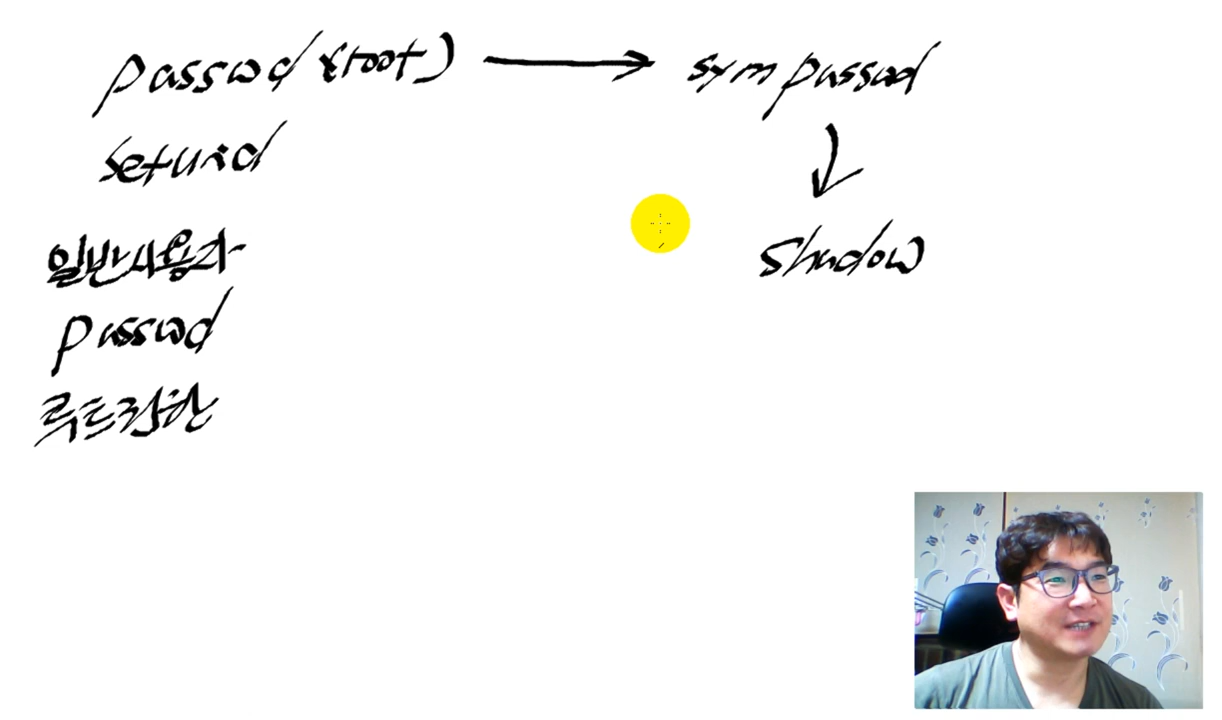 passwd (root) → sympasswd
setuid
↓
shadow
일반사용자
passwd
루트권한